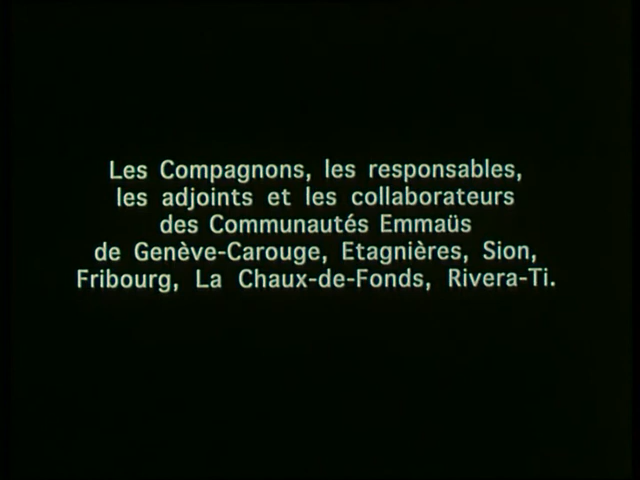 Les Compagnons, les responsables,
les adjoints et les collaborateurs
des Communautés Emmaüs
de Genève-Carouge, Etagnières, Sion,
Fribourg, La Chaux-de-Fonds, Rivera-Ti.